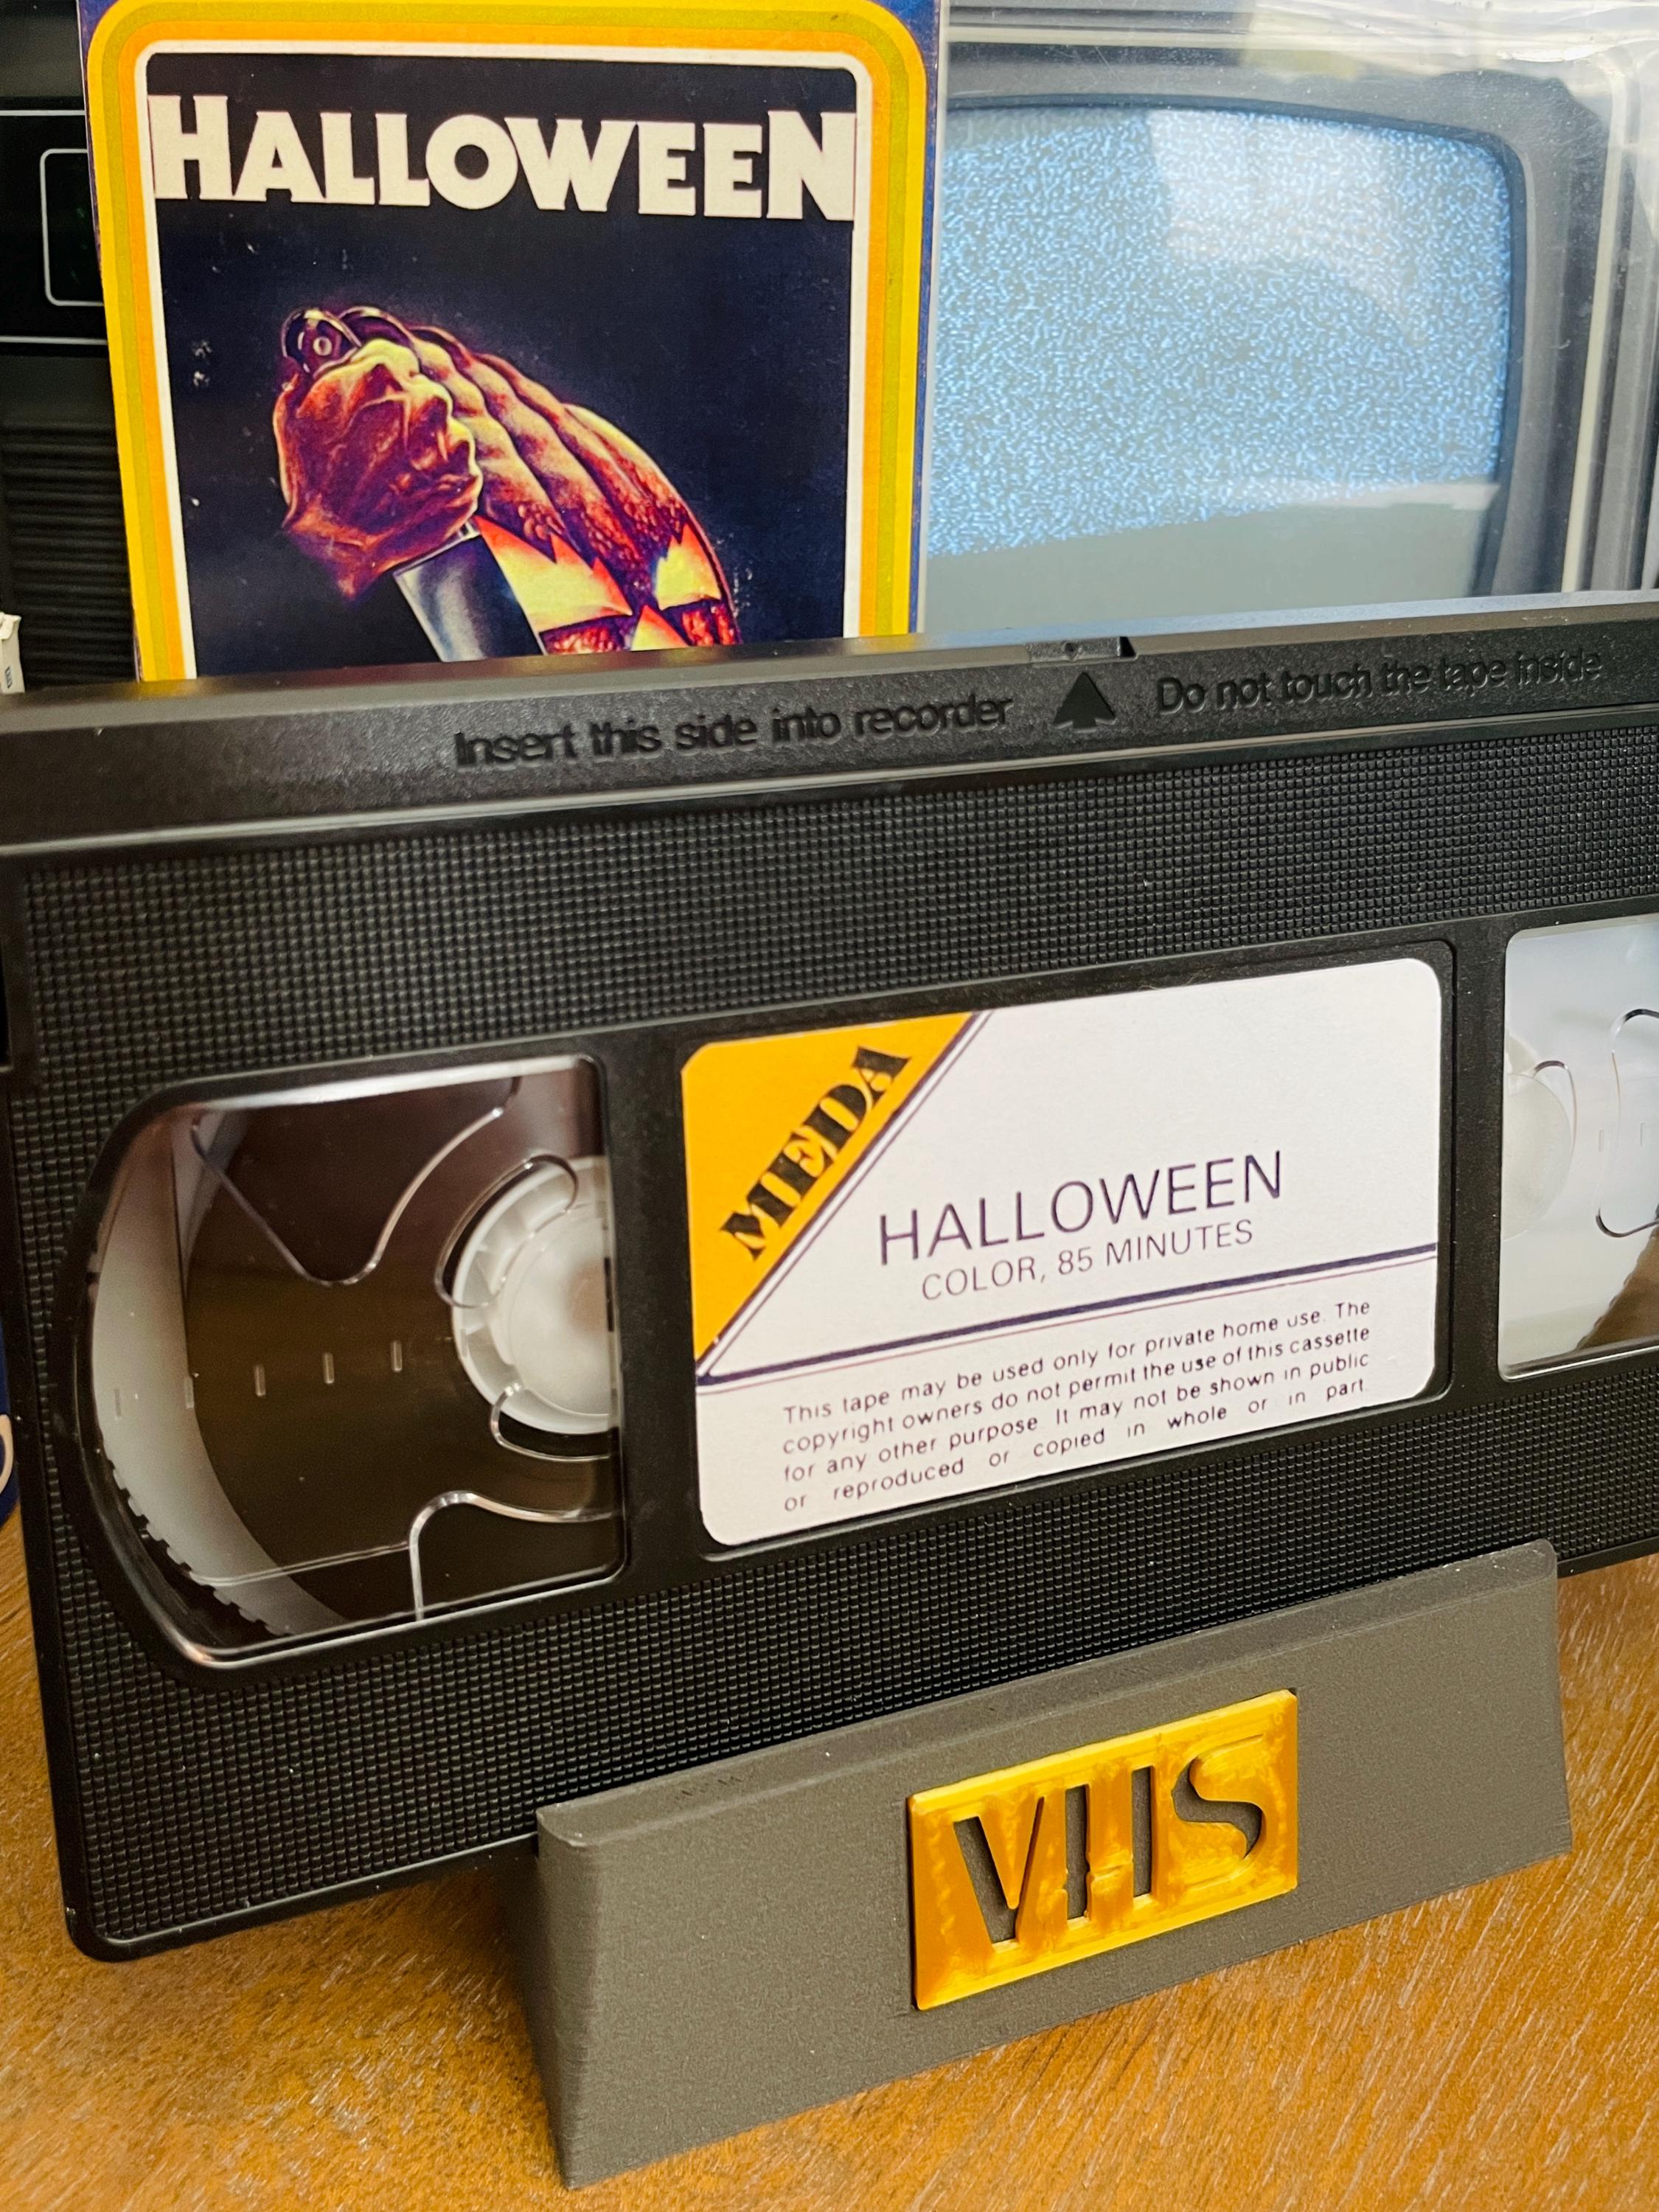 HALLOWEEN
Insert this side into recorder Do not touch the tape inside
MEDA
HALLOWEEN
COLOR, 85 MINUTES
This tape may be used only for private home use. The
copyright owners do not permit the use of this cassette
for any other purpose. It may not be shown in public
or reproduced or copied in whole or in part.
VHS